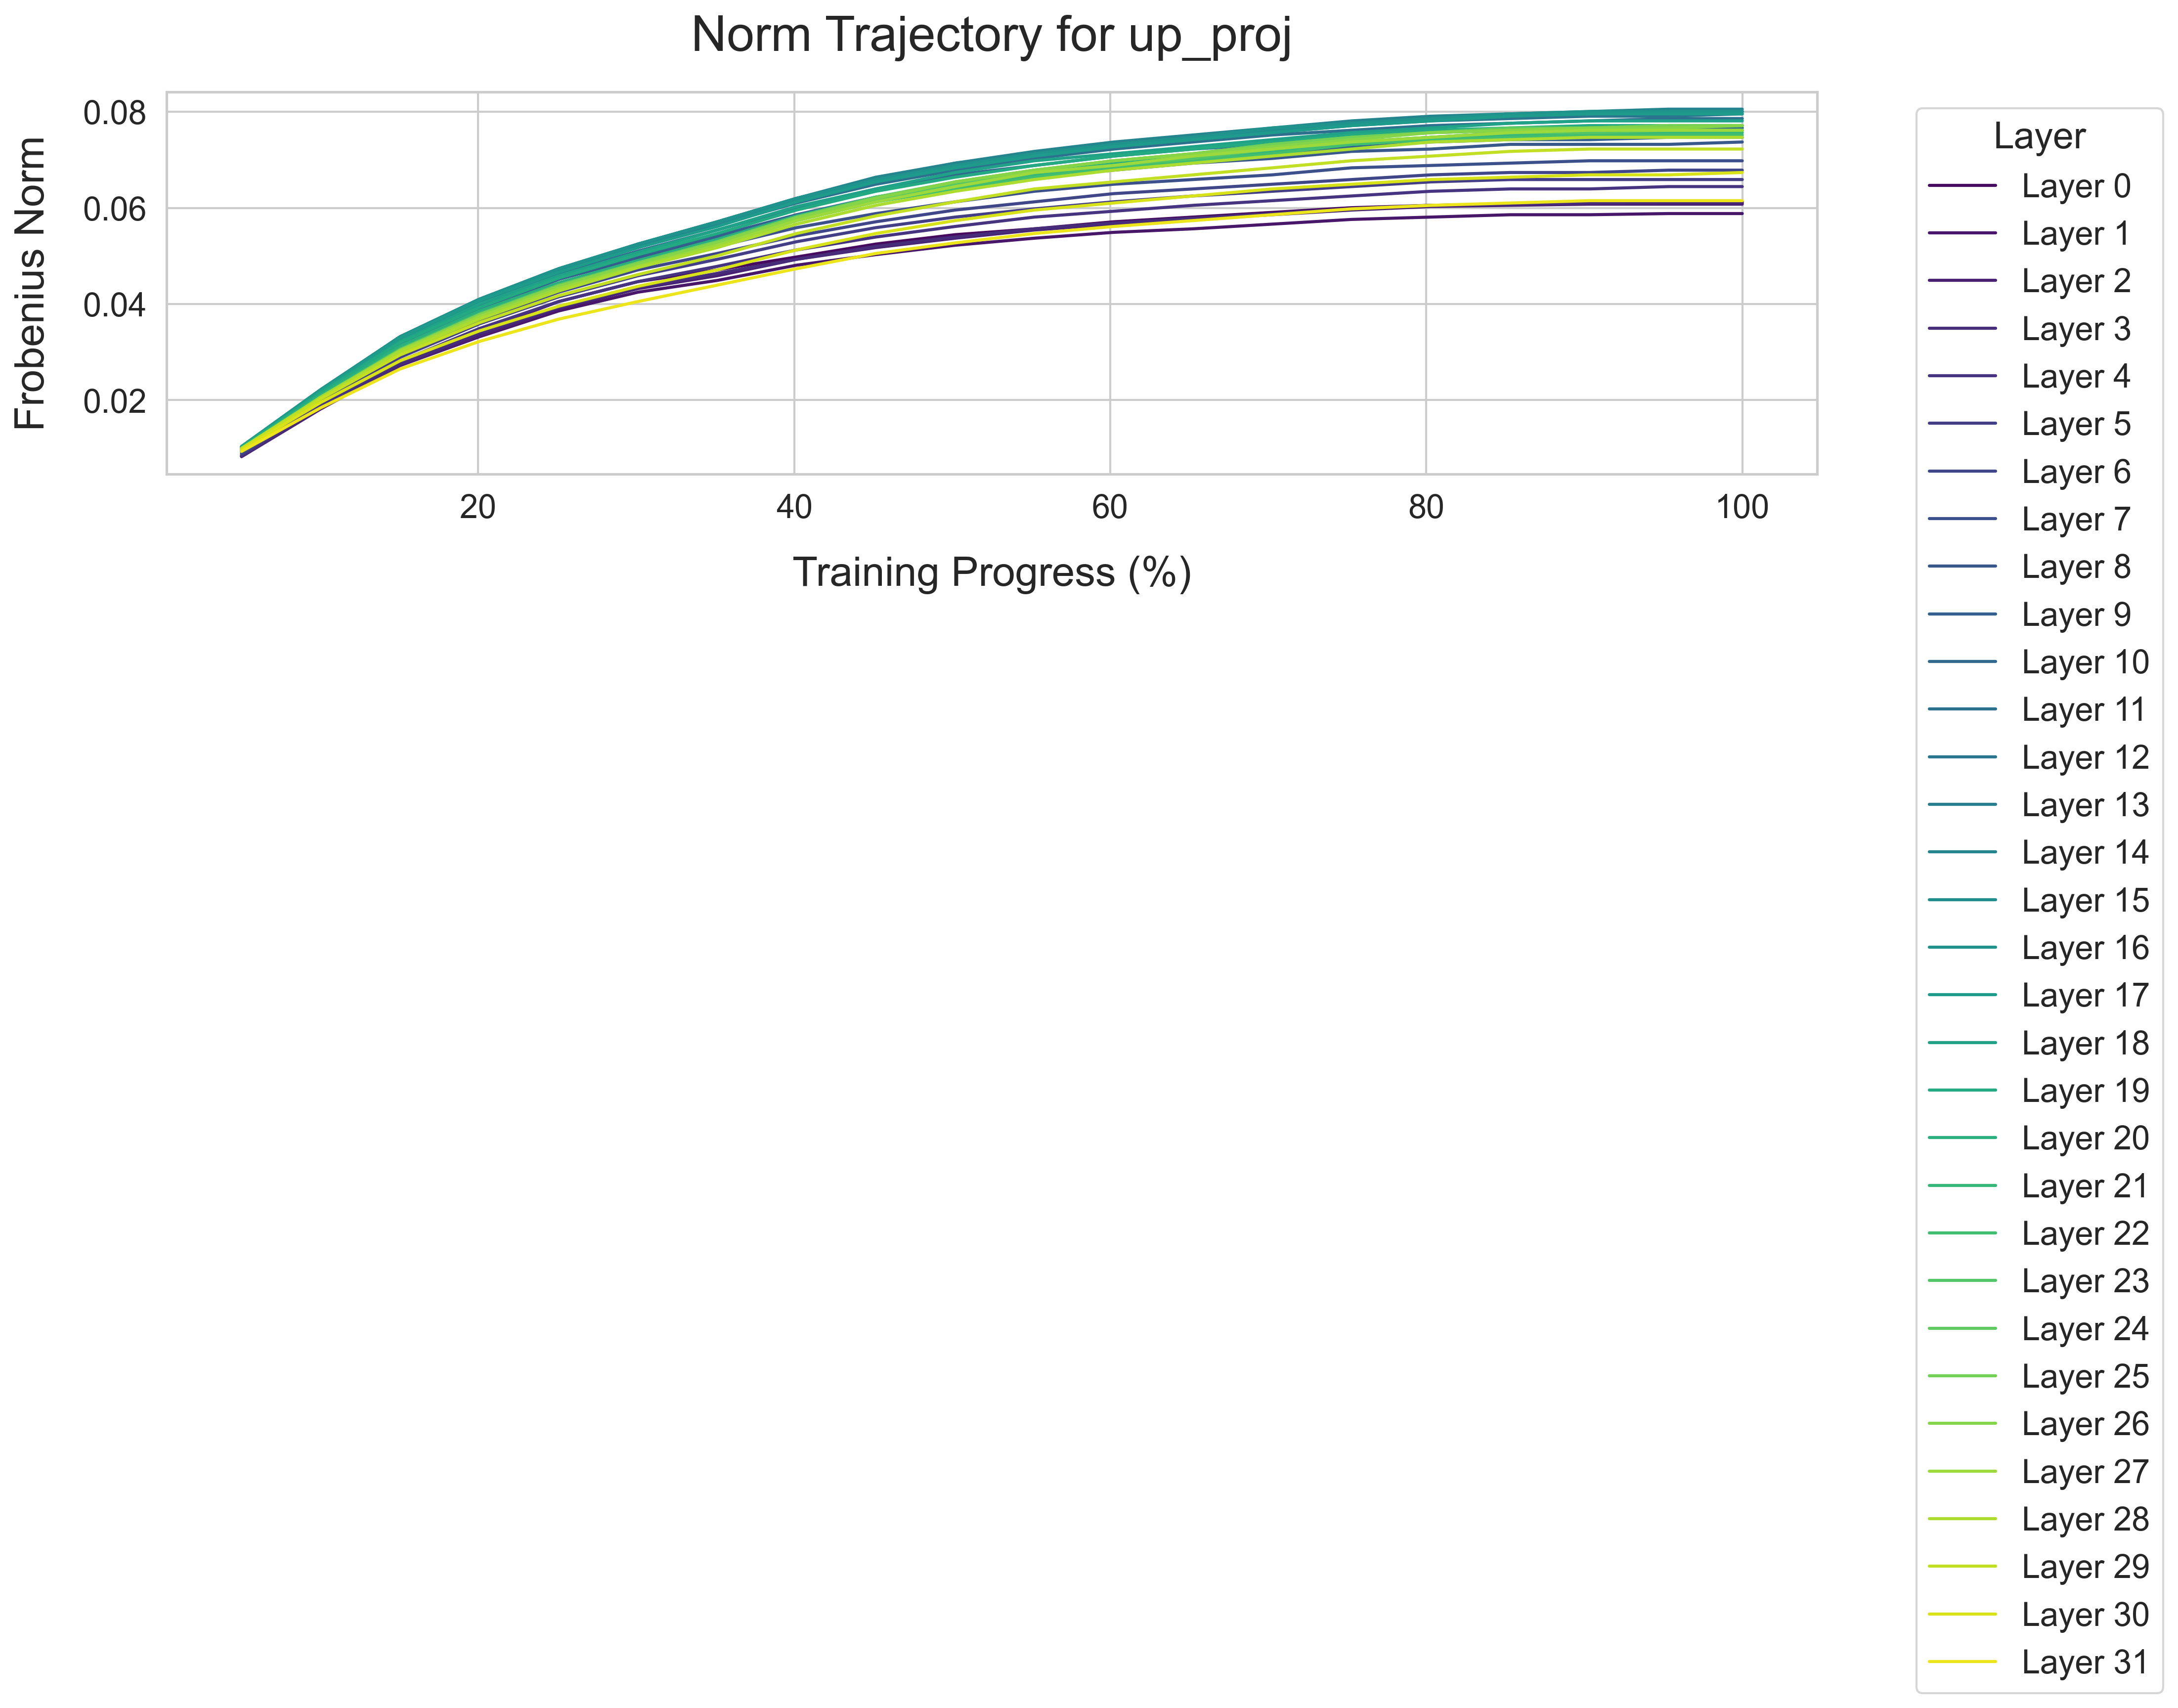 Norm Trajectory for up_proj
Frobenius Norm
0.08
0.06
0.04
0.02
20 40 60 80 100
Training Progress (%)
Layer
Layer 0
Layer 1
Layer 2
Layer 3
Layer 4
Layer 5
Layer 6
Layer 7
Layer 8
Layer 9
Layer 10
Layer 11
Layer 12
Layer 13
Layer 14
Layer 15
Layer 16
Layer 17
Layer 18
Layer 19
Layer 20
Layer 21
Layer 22
Layer 23
Layer 24
Layer 25
Layer 26
Layer 27
Layer 28
Layer 29
Layer 30
Layer 31